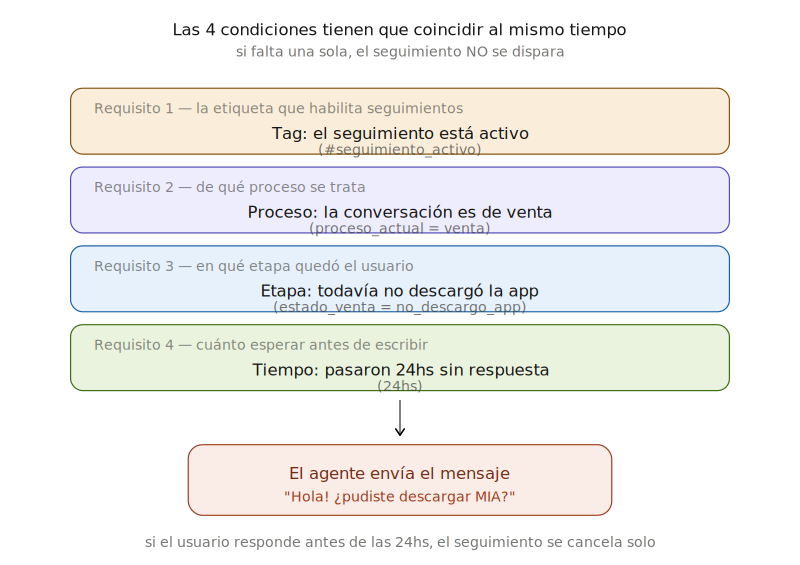 Las 4 condiciones tienen que coincidir al mismo tiempo
si falta una sola, el seguimiento NO se dispara
Requisito 1 — la etiqueta que habilita seguimientos
Tag: el seguimiento está activo
(#seguimiento_activo)
Requisito 2 — de qué proceso se trata
Proceso: la conversación es de venta
(proceso_actual = venta)
Requisito 3 — en qué etapa quedó el usuario
Etapa: todavía no descargó la app
(estado_venta = no_descargo_app)
Requisito 4 — cuánto esperar antes de escribir
Tiempo: pasaron 24hs sin respuesta
(24hs)
El agente envía el mensaje
"Hola! ¿pudiste descargar MIA?"
si el usuario responde antes de las 24hs, el seguimiento se cancela solo